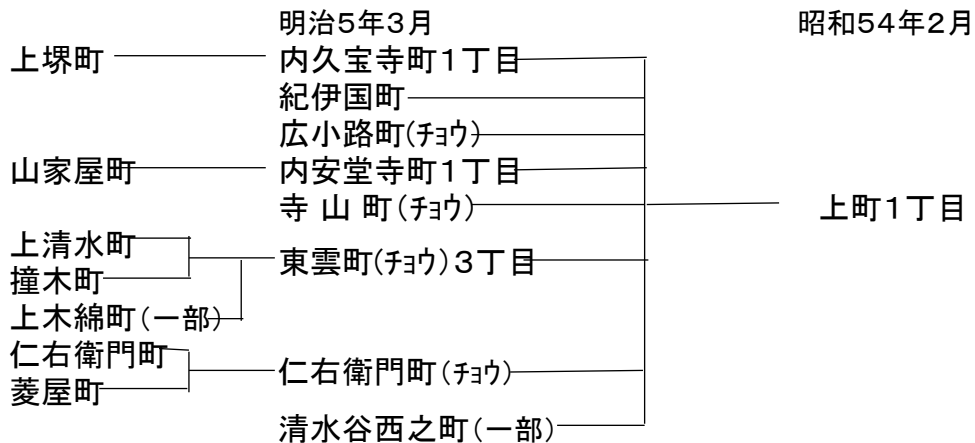 明治5年3月 昭和54年2月
上堺町 内久宝寺町1丁目
紀伊国町
広小路町(チョウ)
山家屋町 内安堂寺町1丁目
寺山町(チョウ) 上町1丁目
上清水町
東雲町(チョウ)3丁目
撞木町
上木綿町(一部)
仁右衛門町
仁右衛門町(チョウ)
菱屋町
清水谷西之町(一部)